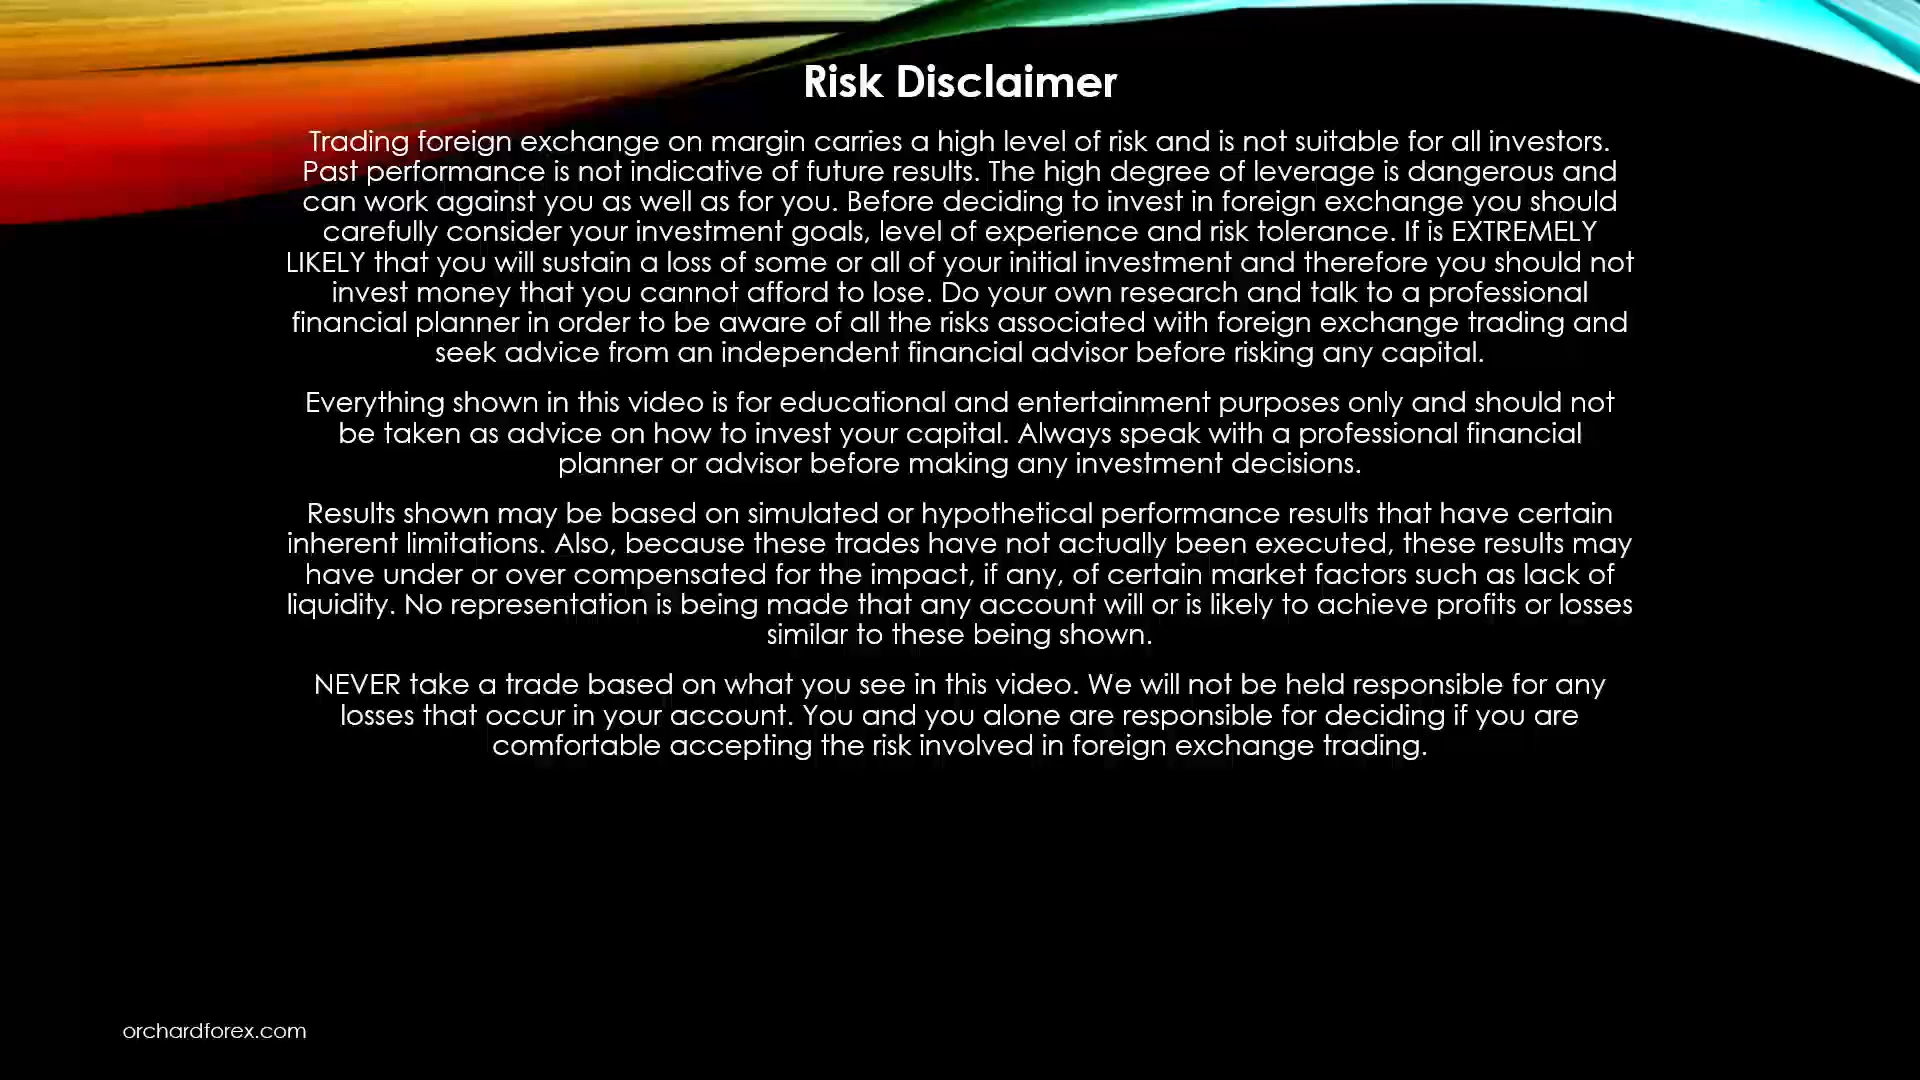 Risk Disclaimer
Trading foreign exchange on margin carries a high level of risk and is not suitable for all investors.
Past performance is not indicative of future results. The high degree of leverage is dangerous and
can work against you as well as for you. Before deciding to invest in foreign exchange you should
carefully consider your investment goals, level of experience and risk tolerance. If is EXTREMELY
LIKELY that you will sustain a loss of some or all of your initial investment and therefore you should not
invest money that you cannot afford to lose. Do your own research and talk to a professional
financial planner in order to be aware of all the risks associated with foreign exchange trading and
seek advice from an independent financial advisor before risking any capital.
Everything shown in this video is for educational and entertainment purposes only and should not
be taken as advice on how to invest your capital. Always speak with a professional financial
planner or advisor before making any investment decisions.
Results shown may be based on simulated or hypothetical performance results that have certain
inherent limitations. Also, because these trades have not actually been executed, these results may
have under or over compensated for the impact, if any, of certain market factors such as lack of
liquidity. No representation is being made that any account will or is likely to achieve profits or losses
similar to these being shown.
NEVER take a trade based on what you see in this video. We will not be held responsible for any
losses that occur in your account. You and you alone are responsible for deciding if you are
comfortable accepting the risk involved in foreign exchange trading.
orchardforex.com